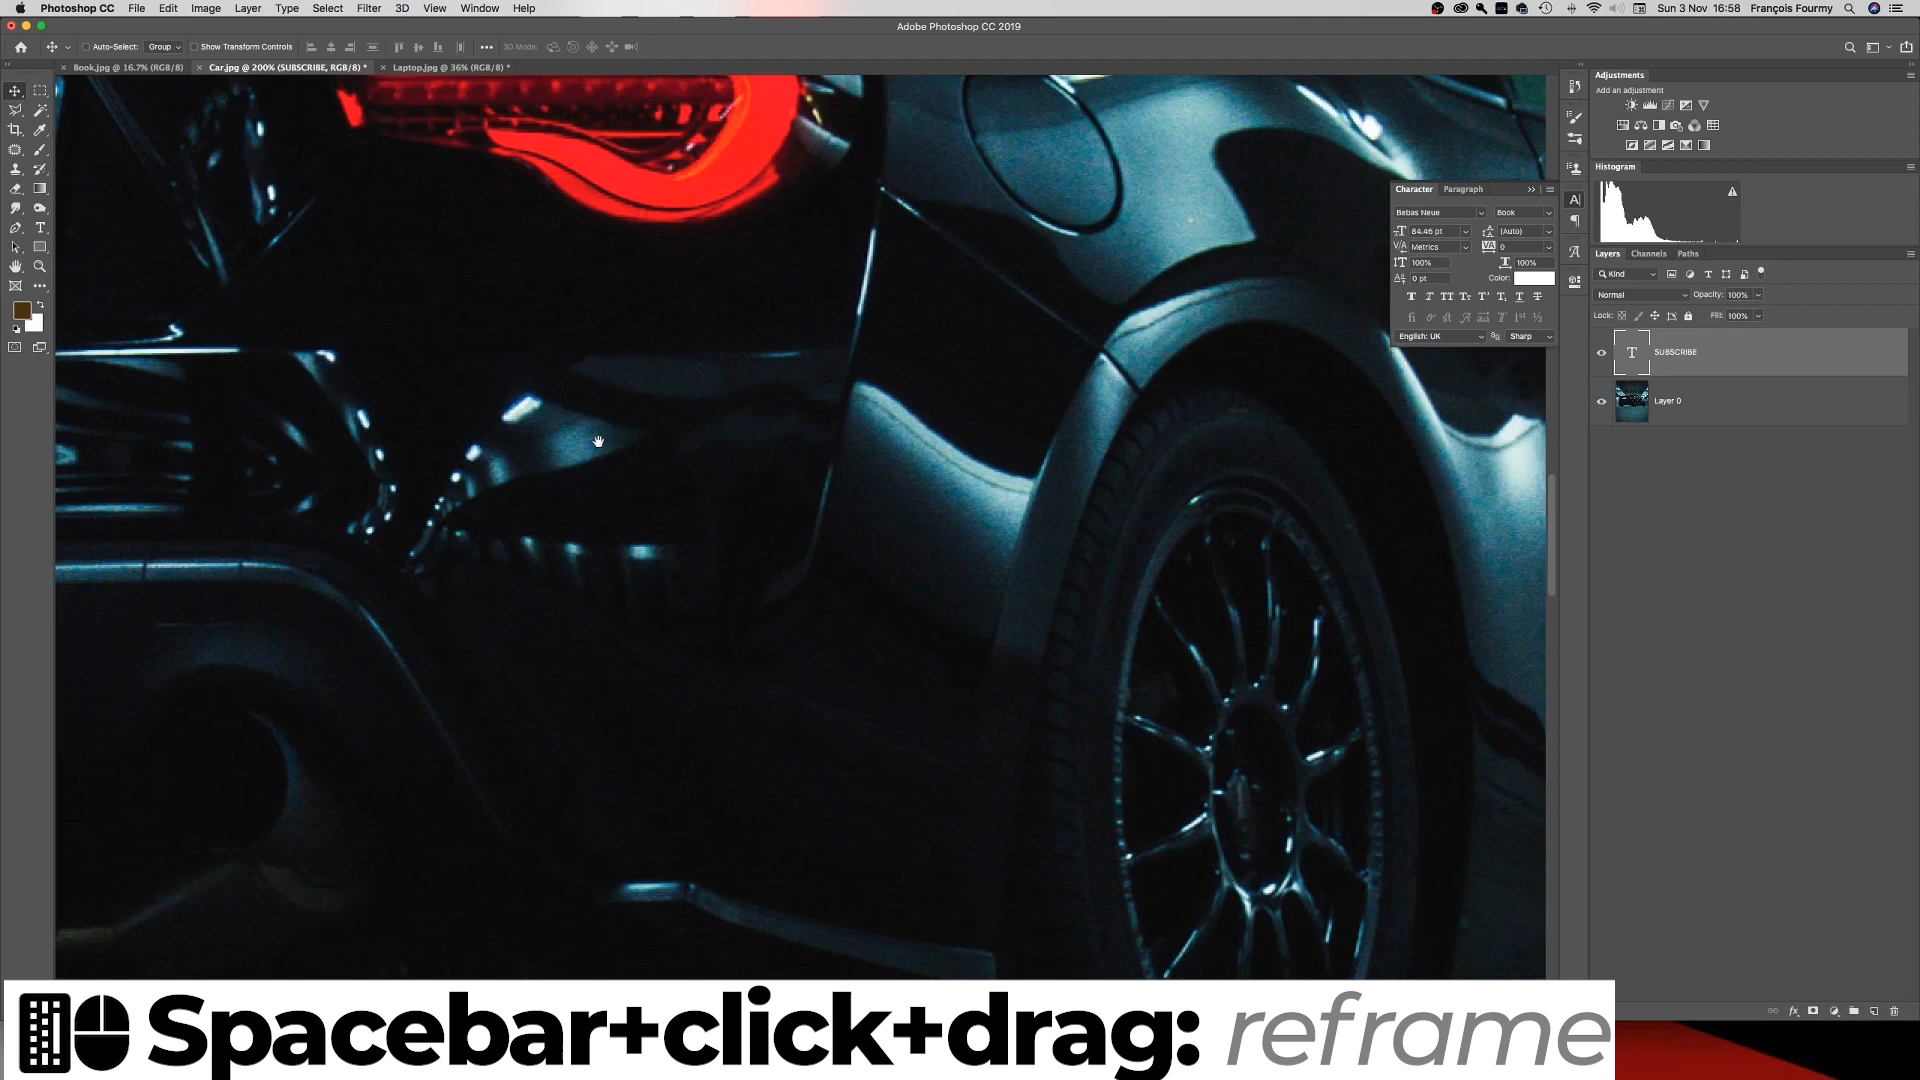 Photoshop CC File Edit Image Layer Type Select Filter 3D View Window Help Sun 3 Nov 16:58 François Fourmy
Adobe Photoshop CC 2019
Auto-Select: Group Show Transform Controls 3D Mode:
Book.jpg @ 16.7% (RGB/8) Car.jpg @ 200% (SUBSCRIBE, RGB/8) * Laptop.jpg @ 36% (RGB/8) *
Adjustments
Add an adjustment
Histogram
Character Paragraph
Bebas Neue Book
84.46 pt (Auto)
Metrics 0
100% 100%
0 pt Color:
English: UK Sharp
Layers Channels Paths
Kind
Normal Opacity: 100%
Lock: Fill: 100%
SUBSCRIBE
Layer 0
Spacebar+click+drag: reframe